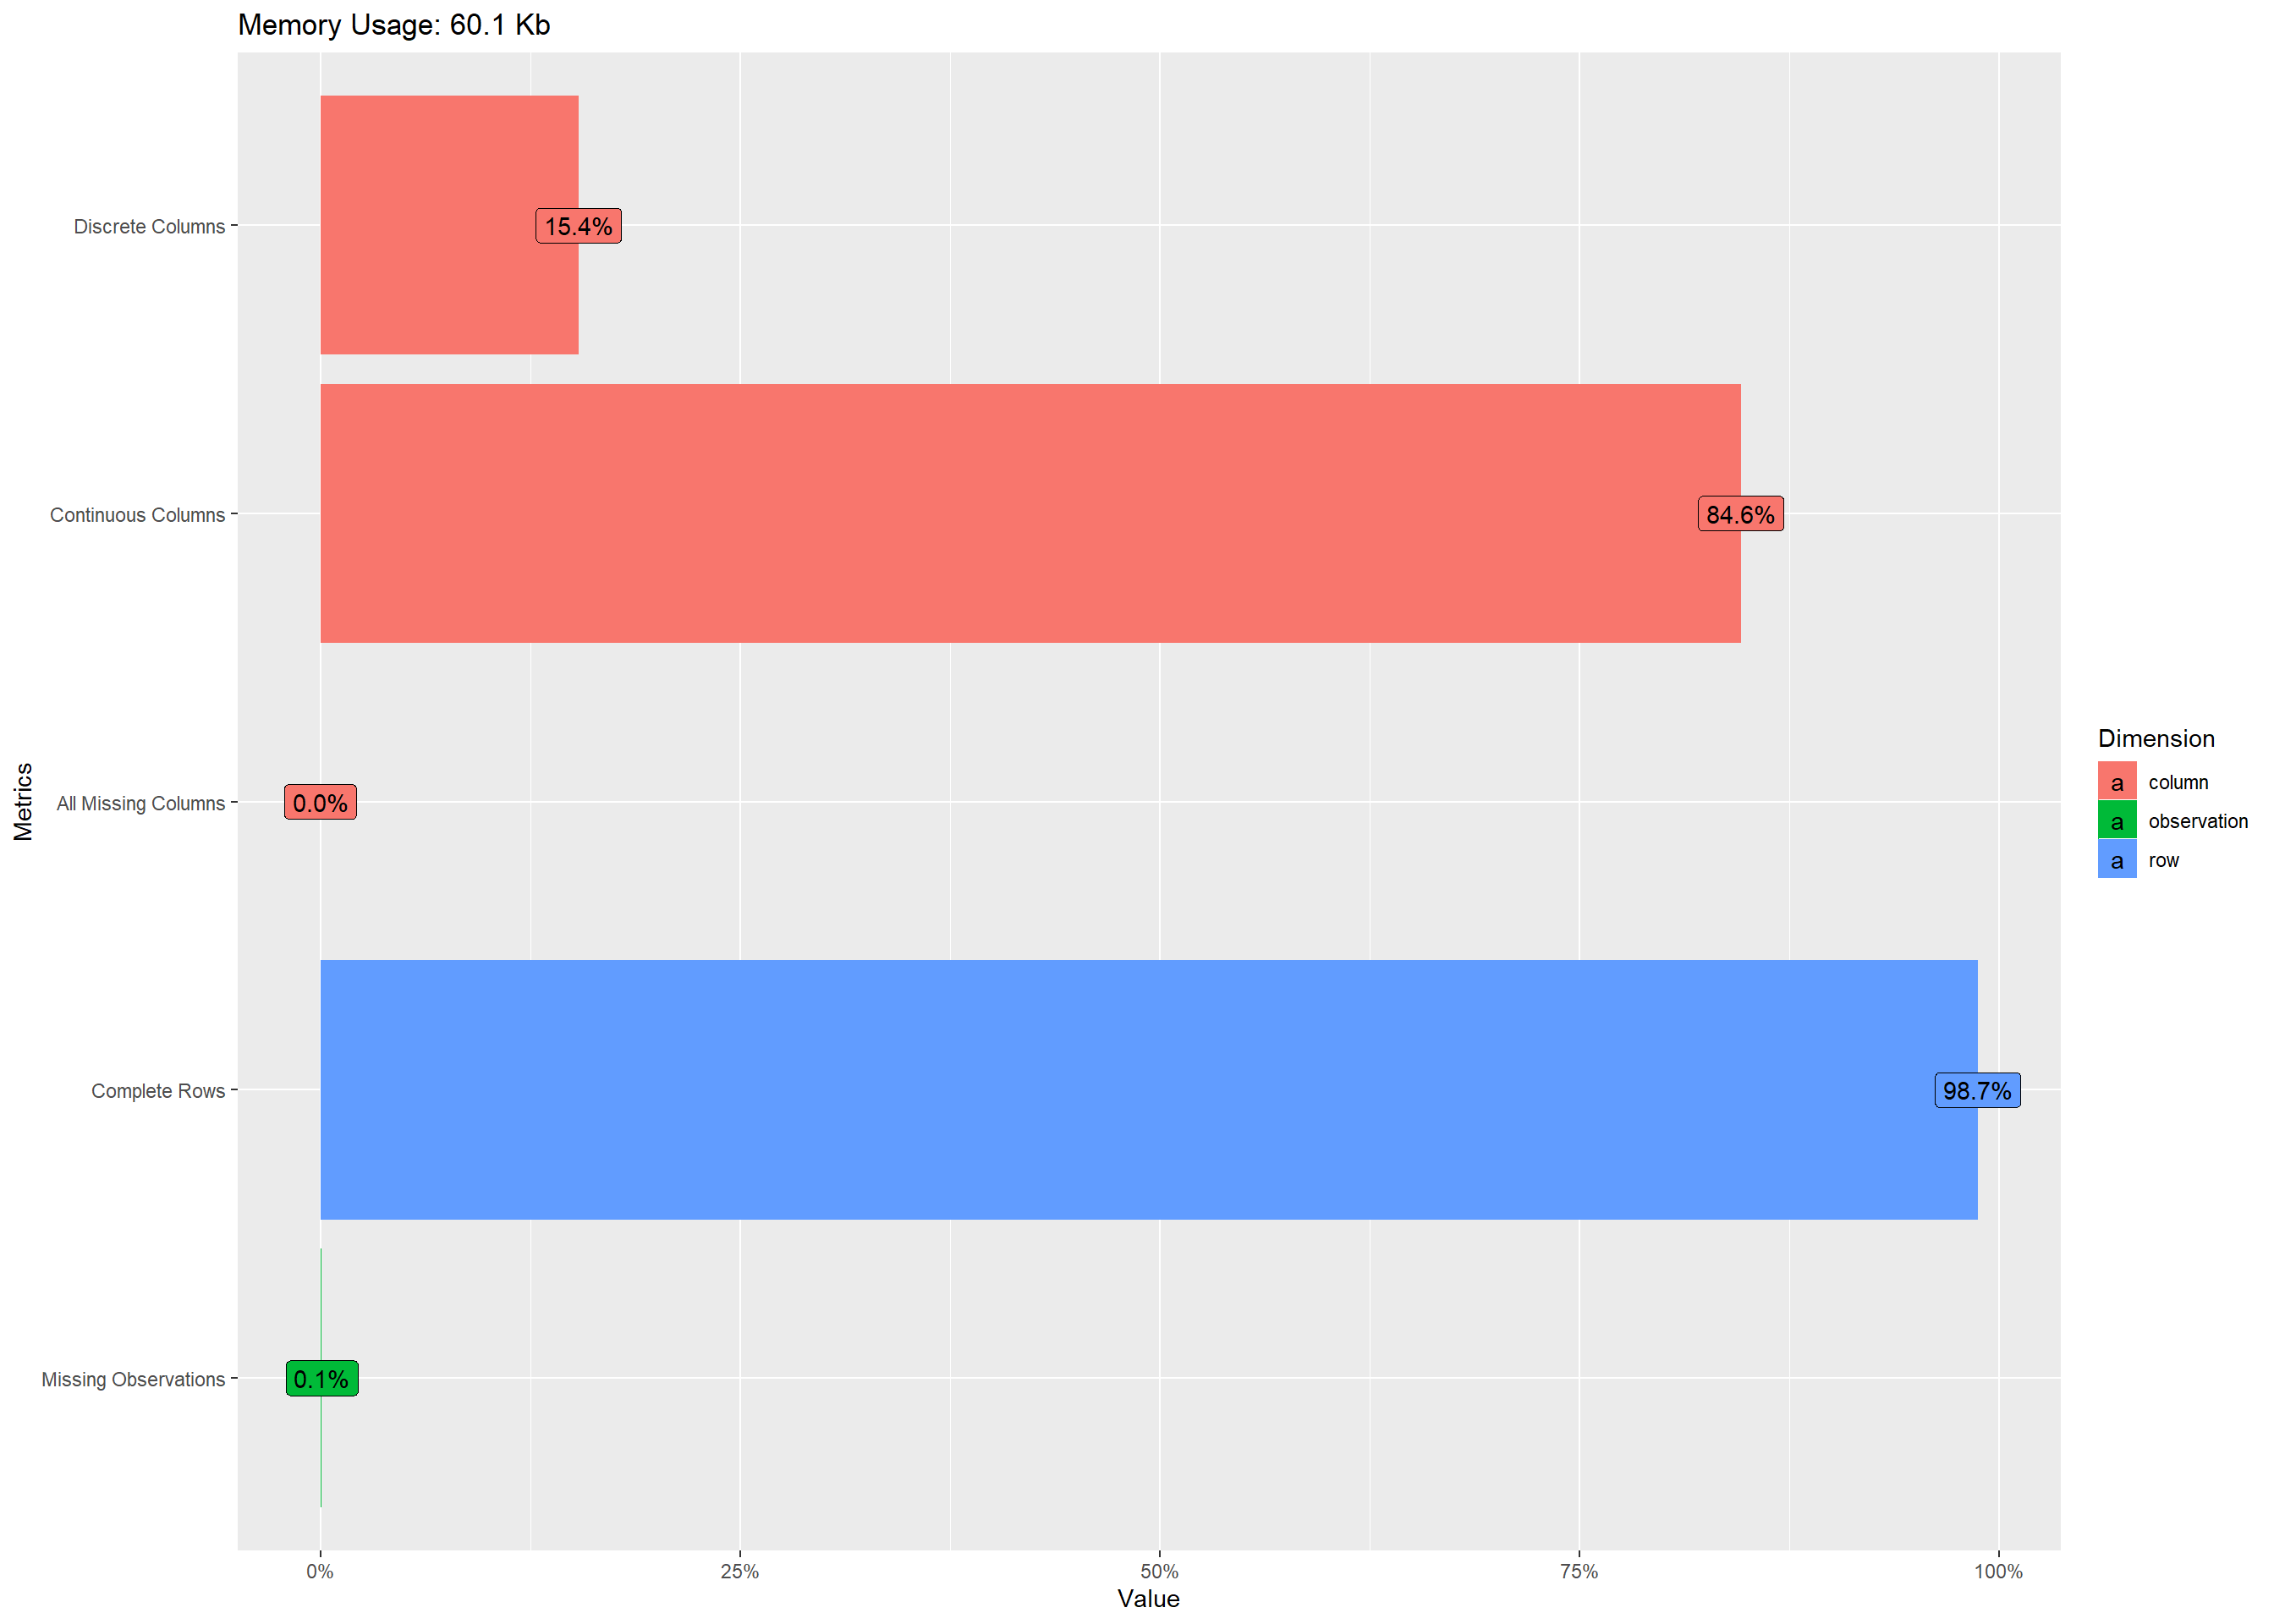 Memory Usage: 60.1 Kb
Discrete Columns
15.4%
Continuous Columns
84.6%
All Missing Columns
0.0%
Complete Rows
98.7%
Missing Observations
0.1%
Metrics
0%
25%
50%
75%
100%
Value
Dimension
a column
a observation
a row